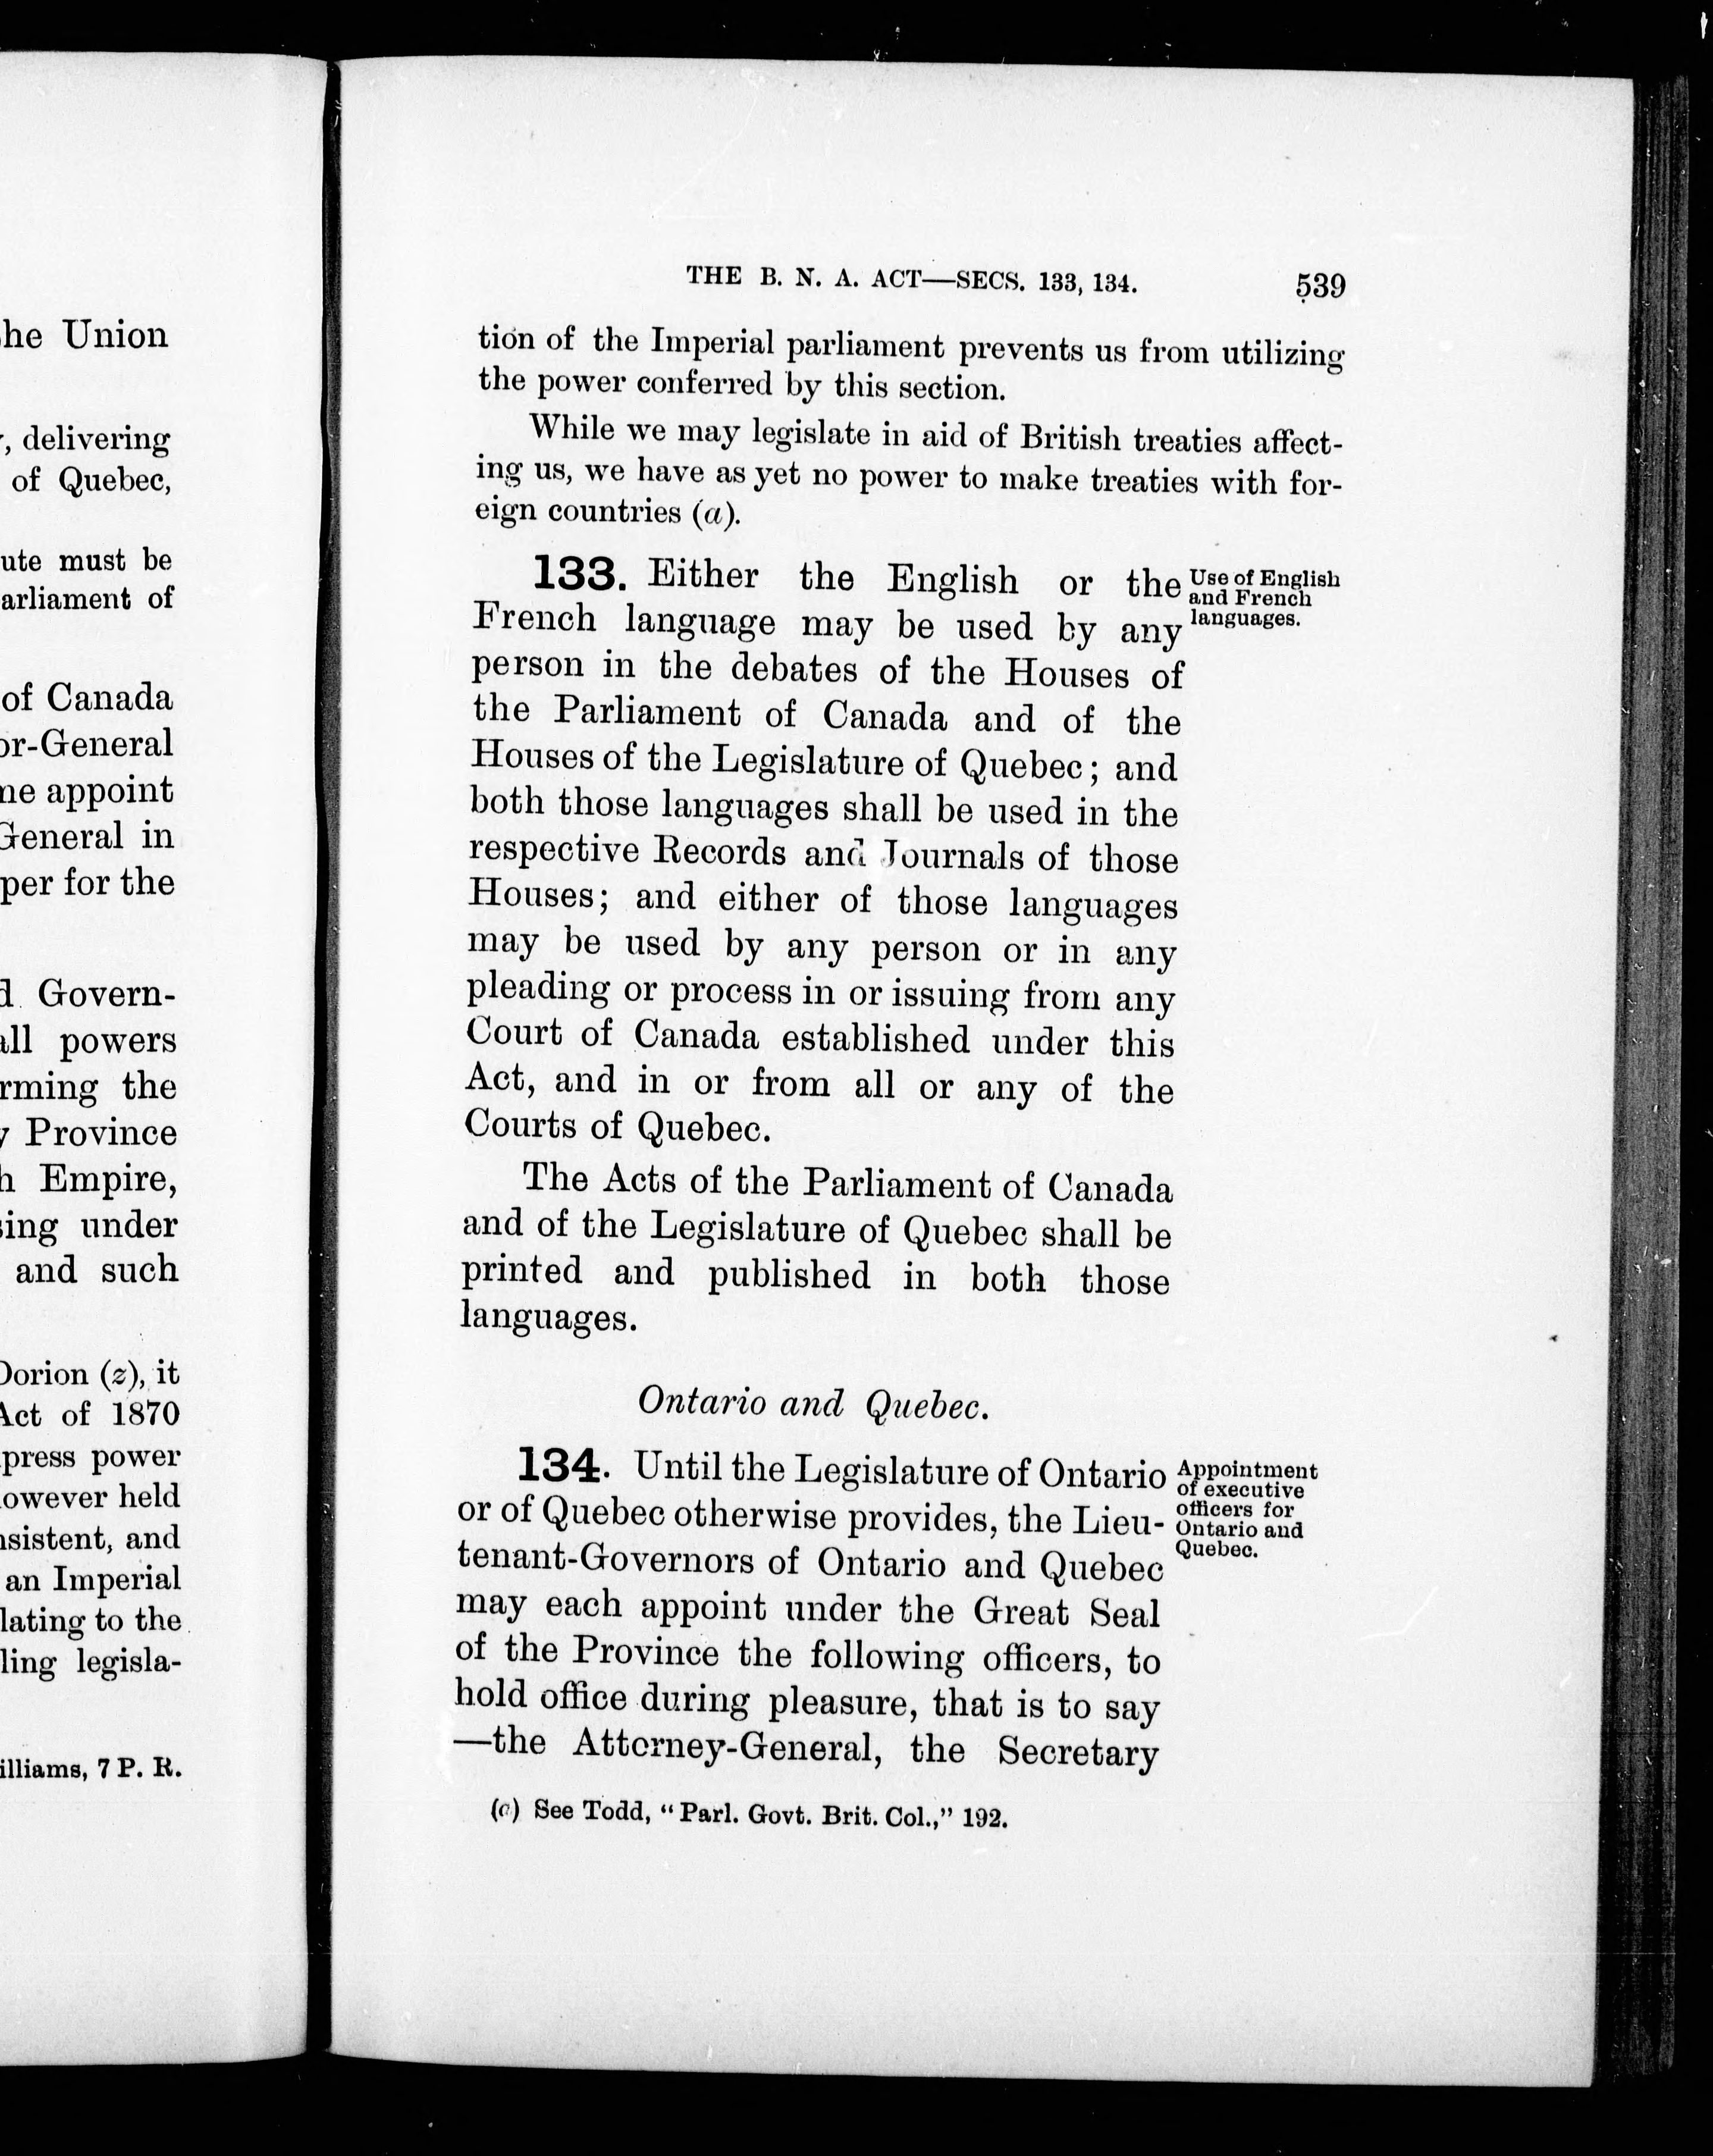 he Union
, delivering
of Quebec,
ute must be
arliament of
of Canada
or-General
ne appoint
General in
per for the
d Govern-
all powers
rming the
y Province
h Empire,
sing under
and such
Dorion (z), it
Act of 1870
press power
owever held
nsistent, and
an Imperial
lating to the
ling legisla-
illiams, 7 P. R.
THE B. N. A. ACT—SECS. 133, 134. 539
tion of the Imperial parliament prevents us from utilizing
the power conferred by this section.
While we may legislate in aid of British treaties affect-
ing us, we have as yet no power to make treaties with for-
eign countries (a).
133. Either the English or the
French language may be used by any
person in the debates of the Houses of
the Parliament of Canada and of the
Houses of the Legislature of Quebec; and
both those languages shall be used in the
respective Records and Journals of those
Houses; and either of those languages
may be used by any person or in any
pleading or process in or issuing from any
Court of Canada established under this
Act, and in or from all or any of the
Courts of Quebec.
Use of English
and French
languages.
The Acts of the Parliament of Canada
and of the Legislature of Quebec shall be
printed and published in both those
languages.
Ontario and Quebec.
134. Until the Legislature of Ontario
or of Quebec otherwise provides, the Lieu-
tenant-Governors of Ontario and Quebec
may each appoint under the Great Seal
of the Province the following officers, to
hold office during pleasure, that is to say
—the Attorney-General, the Secretary
Appointment
of executive
officers for
Ontario and
Quebec.
(a) See Todd, "Parl. Govt. Brit. Col.," 192.